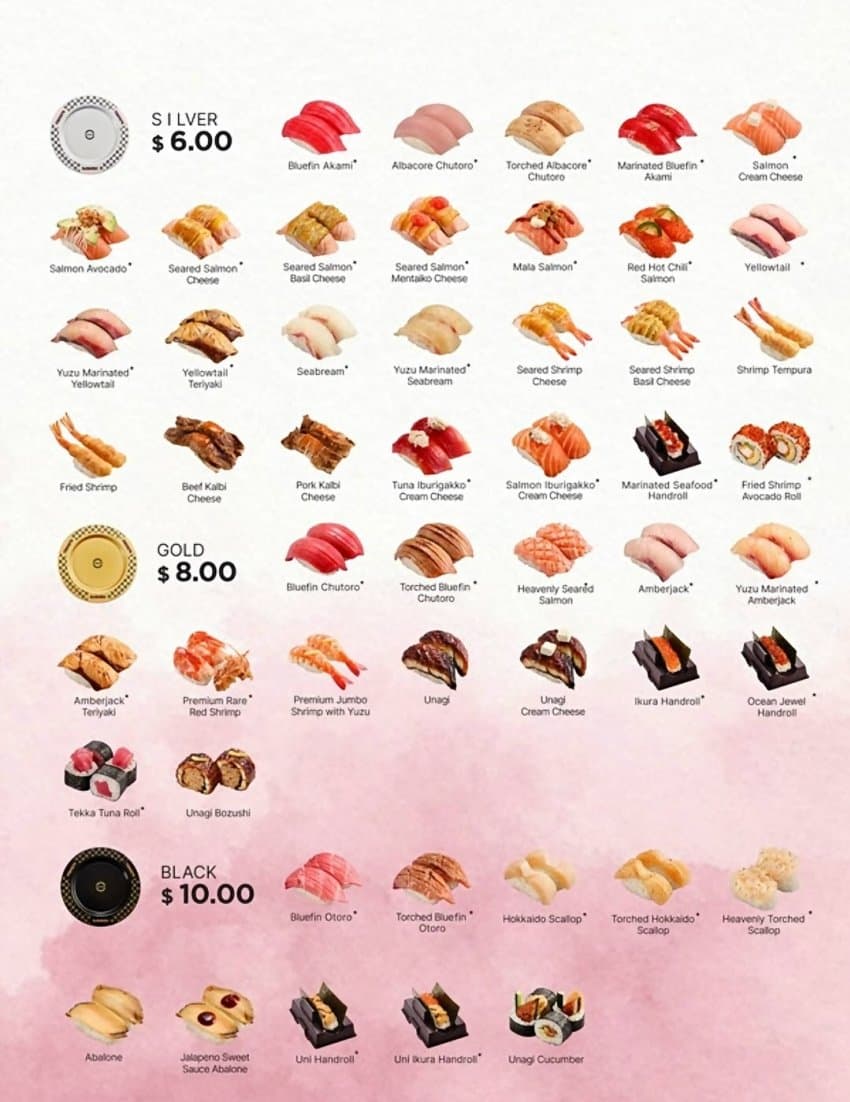 SILVER
$ 6.00
Bluefin Akami*
Albacore Chutoro*
Torched Albacore*
Chutoro
Marinated Bluefin*
Akami
Salmon*
Cream Cheese
Salmon Avocado*
Seared Salmon*
Cheese
Seared Salmon*
Basil Cheese
Seared Salmon*
Mentaiko Cheese
Mala Salmon*
Red Hot Chili*
Salmon
Yellowtail*
Yuzu Marinated*
Yellowtail
Yellowtail*
Teriyaki
Seabream*
Yuzu Marinated*
Seabream
Seared Shrimp
Cheese
Seared Shrimp
Basil Cheese
Shrimp Tempura
Fried Shrimp
Beef Kalbi
Cheese
Pork Kalbi
Cheese
Tuna Iburigakko*
Cream Cheese
Salmon Iburigakko*
Cream Cheese
Marinated Seafood*
Handroll
Fried Shrimp*
Avocado Roll
GOLD
$ 8.00
Bluefin Chutoro*
Torched Bluefin*
Chutoro
Heavenly Seared*
Salmon
Amberjack*
Yuzu Marinated*
Amberjack
Amberjack*
Teriyaki
Premium Rare*
Red Shrimp
Premium Jumbo
Shrimp with Yuzu
Unagi
Unagi
Cream Cheese
Ikura Handroll*
Ocean Jewel*
Handroll
Tekka Tuna Roll*
Unagi Bozushi
BLACK
$ 10.00
Bluefin Otoro*
Torched Bluefin*
Otoro
Hokkaido Scallop*
Torched Hokkaido*
Scallop
Heavenly Torched*
Scallop
Abalone
Jalapeno Sweet
Sauce Abalone
Uni Handroll*
Uni Ikura Handroll*
Unagi Cucumber